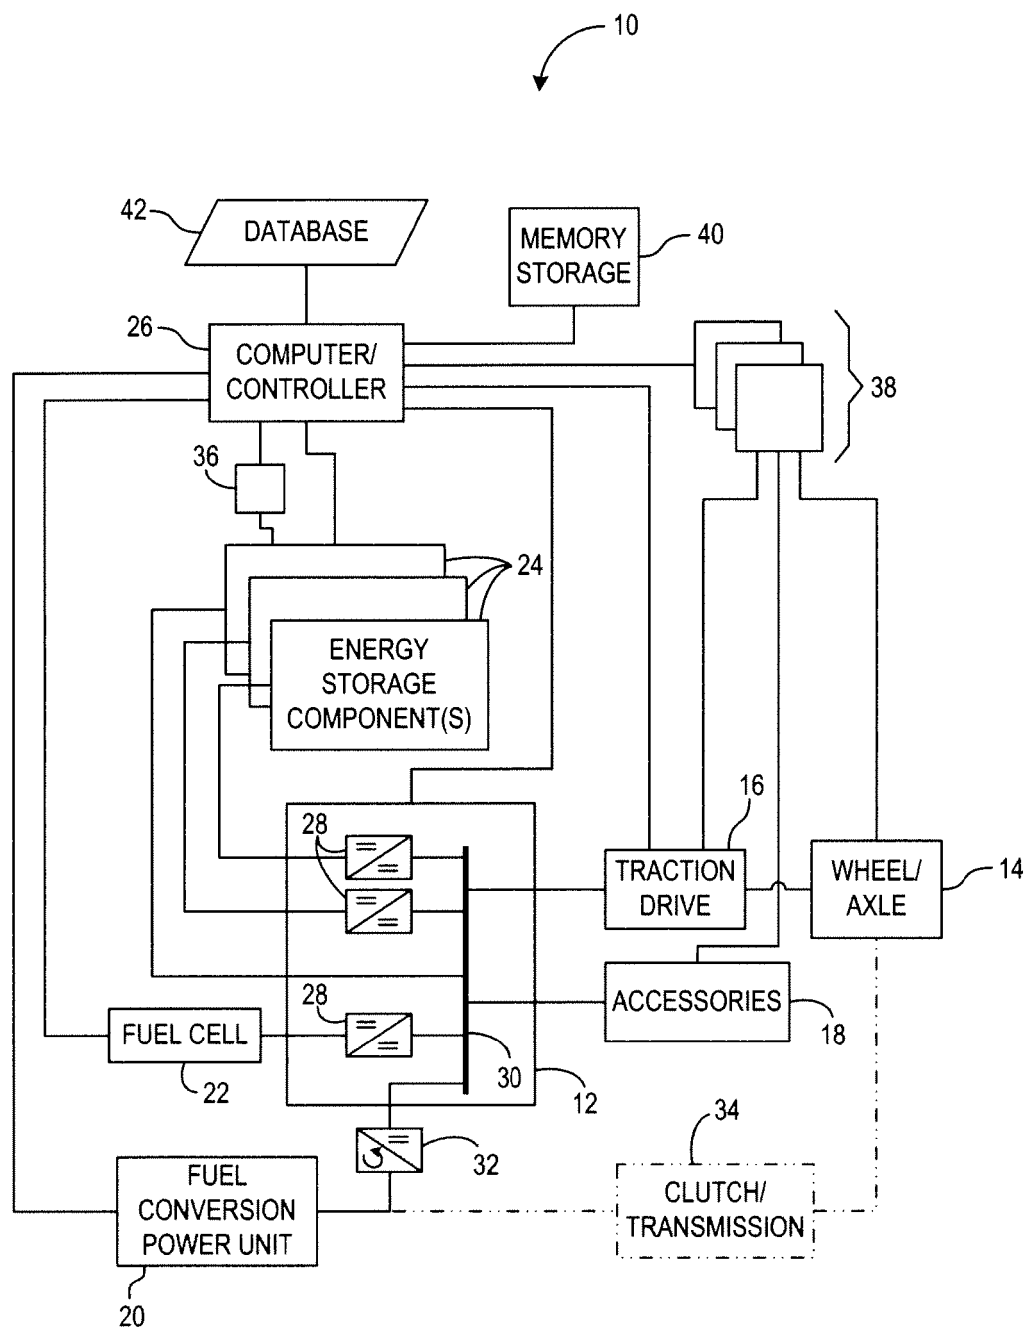 10
42
DATABASE
MEMORY
STORAGE
40
26
COMPUTER/
CONTROLLER
38
36
24
ENERGY
STORAGE
COMPONENT(S)
28
16
TRACTION
DRIVE
WHEEL/
AXLE
14
28
ACCESSORIES
18
FUEL CELL
22
30
12
34
32
FUEL
CONVERSION
POWER UNIT
CLUTCH/
TRANSMISSION
20